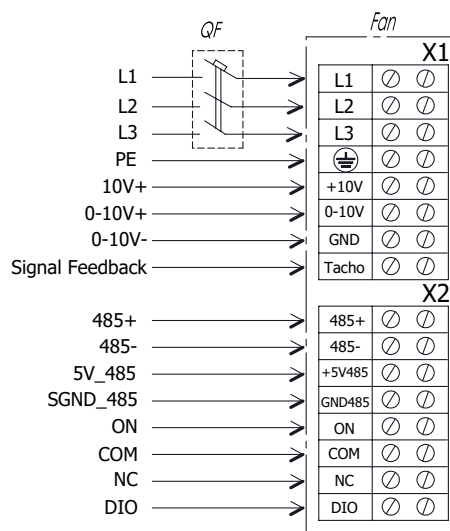 QF Fan
X1
L1 L1
L2 L2
L3 L3
PE
10V+ +10V
0-10V+ 0-10V
0-10V- GND
Signal Feedback Tacho
X2
485+ 485+
485- 485-
5V_485 +5V485
SGND_485 GND485
ON ON
COM COM
NC NC
DIO DIO